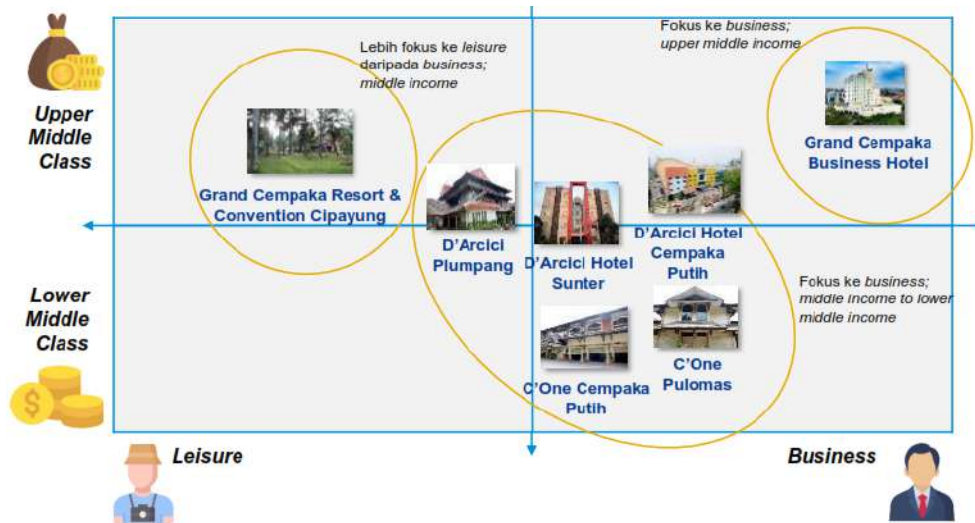 Upper
Middle
Class
Lebih fokus ke leisure
daripada business;
middle income
Fokus ke business;
upper middle income
Grand Cempaka Resort &
Convention Cipayung
Grand Cempaka
Business Hotel
D'Arcici
Plumpang
D'Arcici Hotel
Sunter
D'Arcici Hotel
Cempaka
Putih
Lower
Middle
Class
Fokus ke business;
middle income to lower
middle income
C'One Cempaka
Putih
C'One
Pulomas
$
Leisure
Business